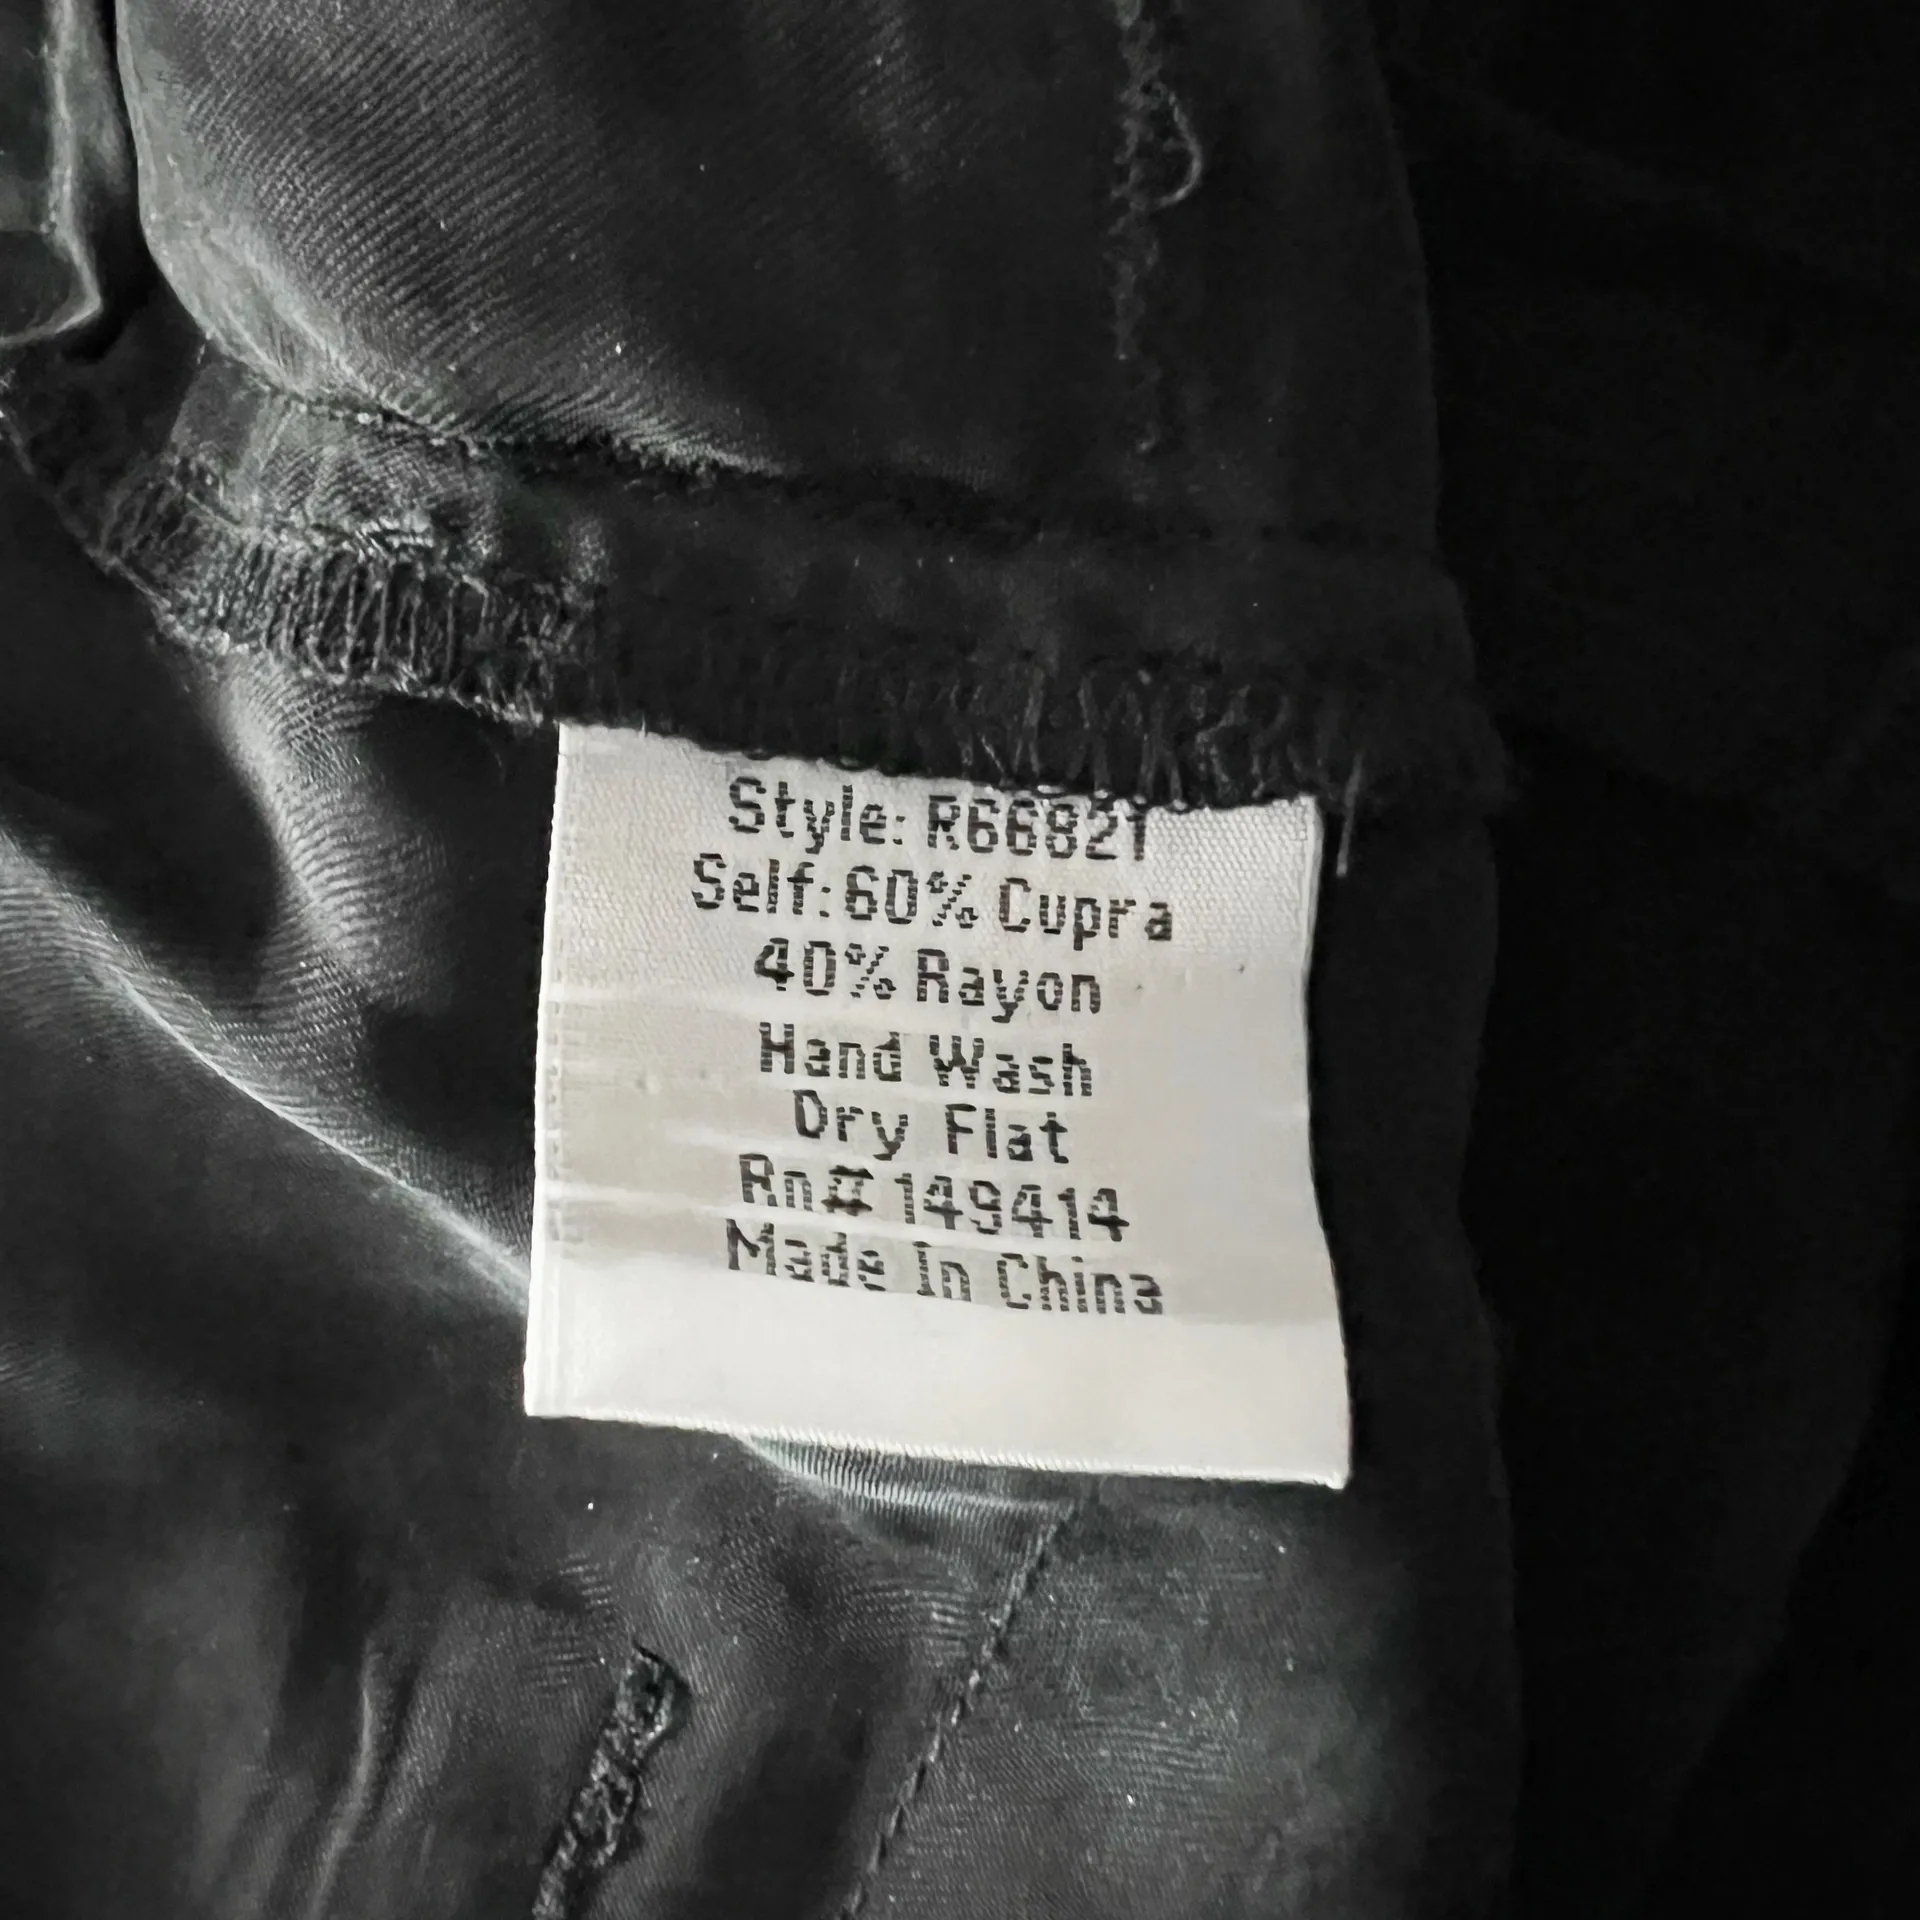 Style: R66821
Self: 60% Cupra
40% Rayon
Hand Wash
Dry Flat
Rn# 149414
Made In China